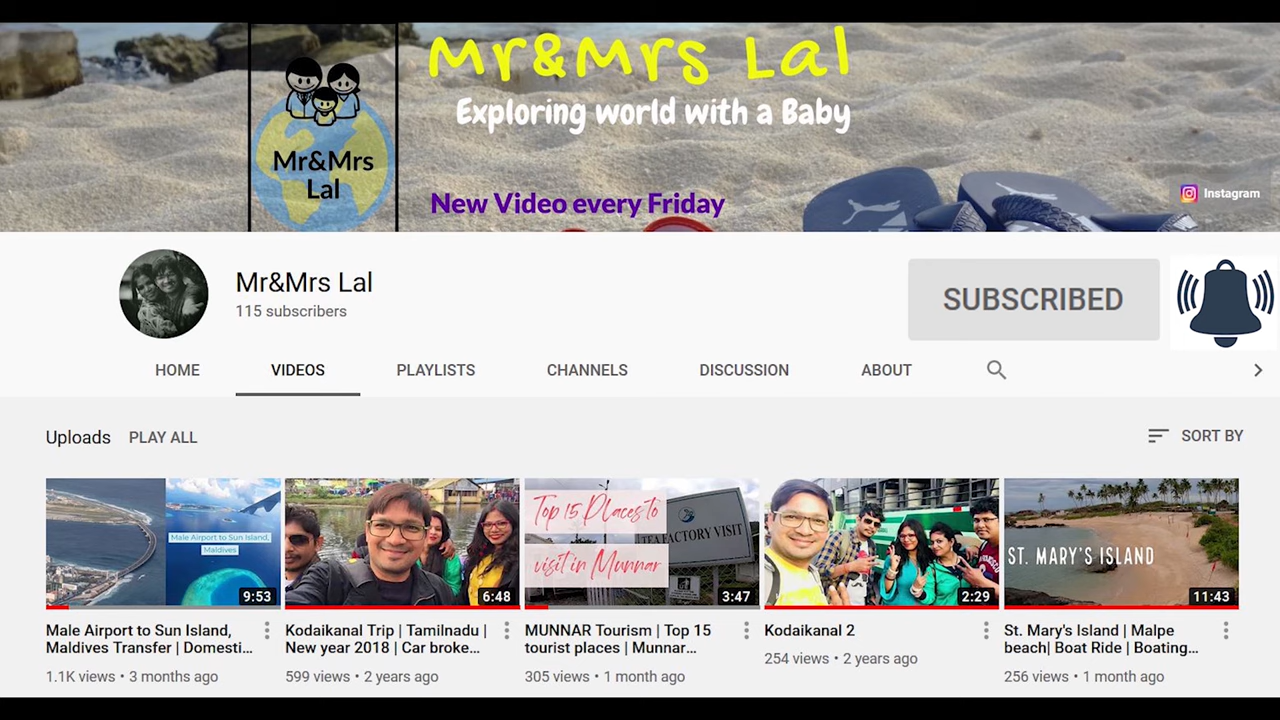 Mr&Mrs Lal
Exploring world with a Baby
Mr&Mrs
Lal
New Video every Friday
Instagram
Mr&Mrs Lal
115 subscribers
SUBSCRIBED
HOME VIDEOS PLAYLISTS CHANNELS DISCUSSION ABOUT
Uploads PLAY ALL SORT BY
Male Airport to Sun Island,
Maldives
9:53
6:48
Top 15 Places to
visit in Munnar
TEA FACTORY VISIT
3:47
2:29
ST. MARY'S ISLAND
11:43
Male Airport to Sun Island,
Maldives Transfer | Domesti...
1.1K views • 3 months ago
Kodaikanal Trip | Tamilnadu |
New year 2018 | Car broke...
599 views • 2 years ago
MUNNAR Tourism | Top 15
tourist places | Munnar...
305 views • 1 month ago
Kodaikanal 2
254 views • 2 years ago
St. Mary's Island | Malpe
beach| Boat Ride | Boating...
256 views • 1 month ago